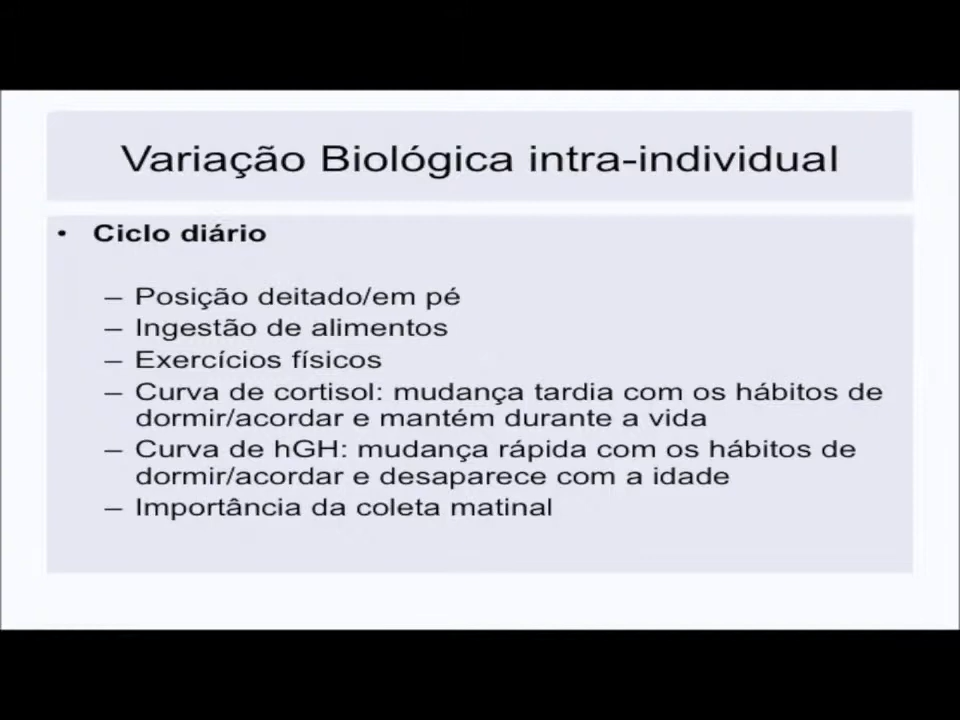 Variação Biológica intra-individual
• Ciclo diário
– Posição deitado/em pé
– Ingestão de alimentos
– Exercícios físicos
– Curva de cortisol: mudança tardia com os hábitos de
dormir/acordar e mantém durante a vida
– Curva de hGH: mudança rápida com os hábitos de
dormir/acordar e desaparece com a idade
– Importância da coleta matinal